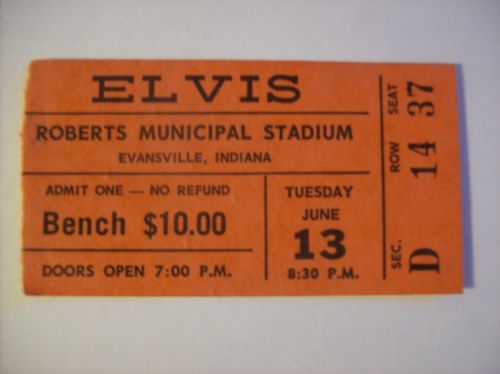 ELVIS
ROBERTS MUNICIPAL STADIUM
EVANSVILLE, INDIANA
ADMIT ONE — NO REFUND
Bench $10.00
DOORS OPEN 7:00 P.M.
TUESDAY
JUNE
13
8:30 P.M.
SEC. ROW SEAT
D 14 37